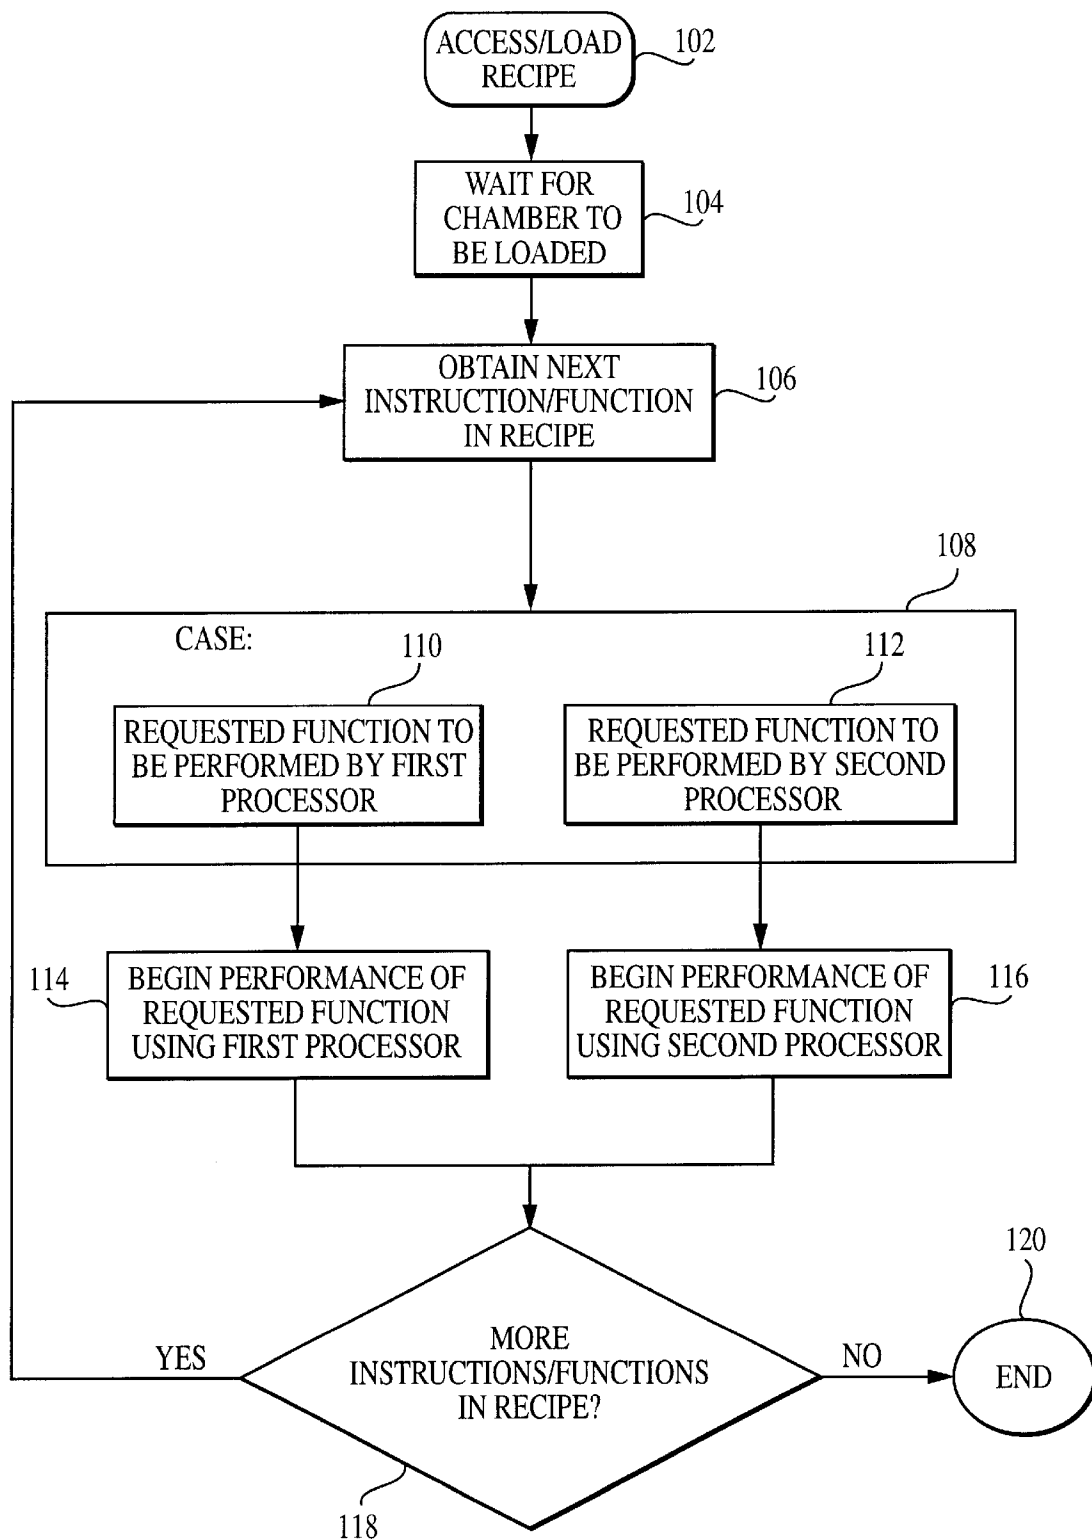 ACCESS/LOAD
RECIPE
102
WAIT FOR
CHAMBER TO
BE LOADED
104
OBTAIN NEXT
INSTRUCTION/FUNCTION
IN RECIPE
106
108
CASE:
110
112
REQUESTED FUNCTION TO
BE PERFORMED BY FIRST
PROCESSOR
REQUESTED FUNCTION TO
BE PERFORMED BY SECOND
PROCESSOR
114
BEGIN PERFORMANCE OF
REQUESTED FUNCTION
USING FIRST PROCESSOR
BEGIN PERFORMANCE OF
REQUESTED FUNCTION
USING SECOND PROCESSOR
116
YES
MORE
INSTRUCTIONS/FUNCTIONS
IN RECIPE?
NO
120
END
118